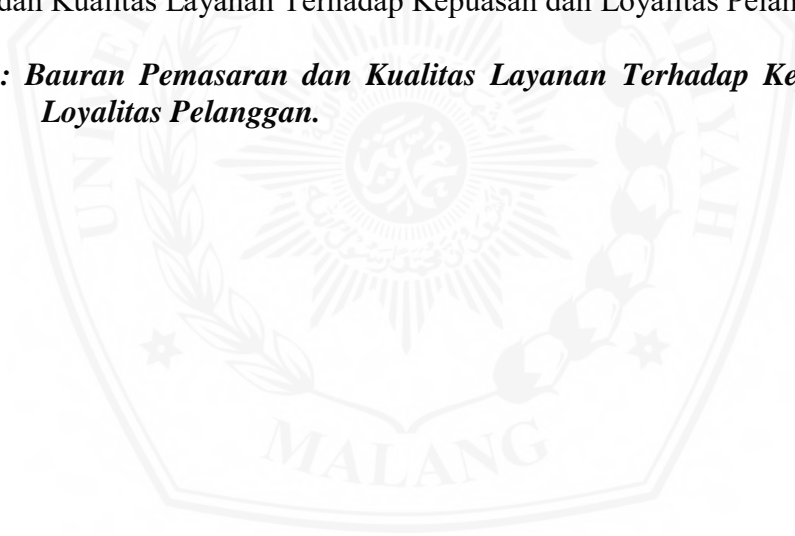 dan Kualitas Layanan Terhadap Kepuasan dan Loyalitas Pelan
: Bauran Pemasaran dan Kualitas Layanan Terhadap Ke
Loyalitas Pelanggan.
MALANG